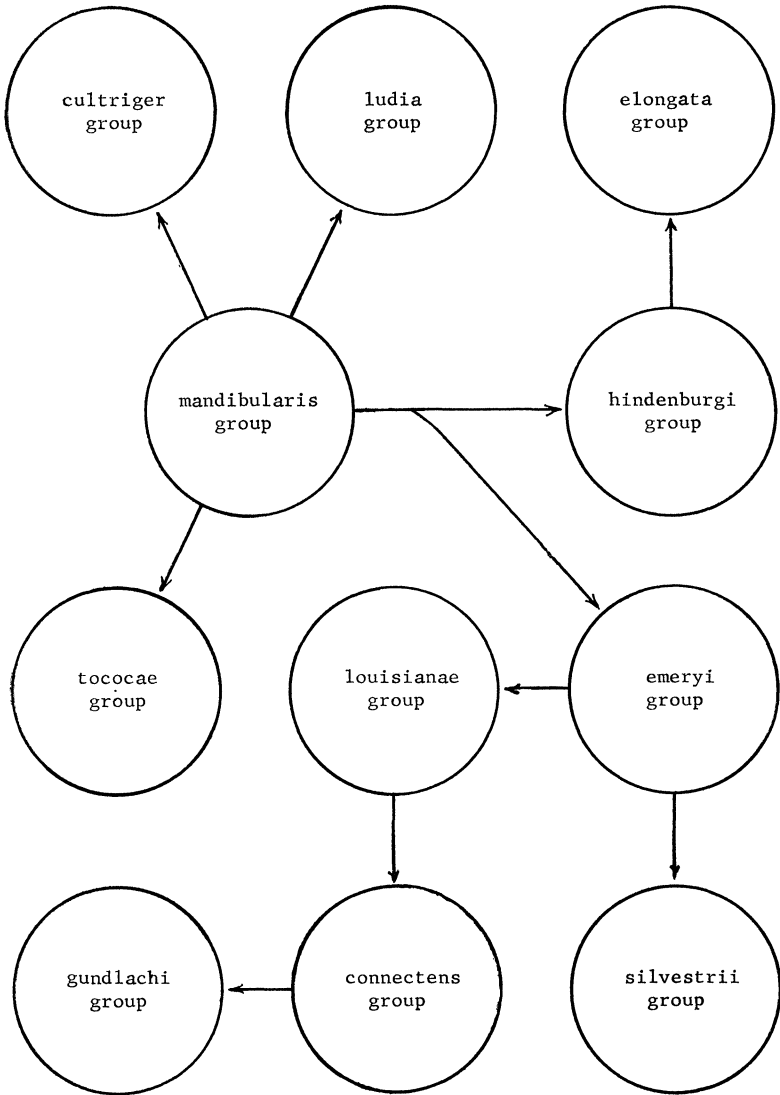 cultriger
group
ludia
group
elongata
group
mandibularis
group
hindenburgi
group
tococae
group
louisianae
group
emeryi
group
gundlachi
group
connectens
group
silvestrii
group